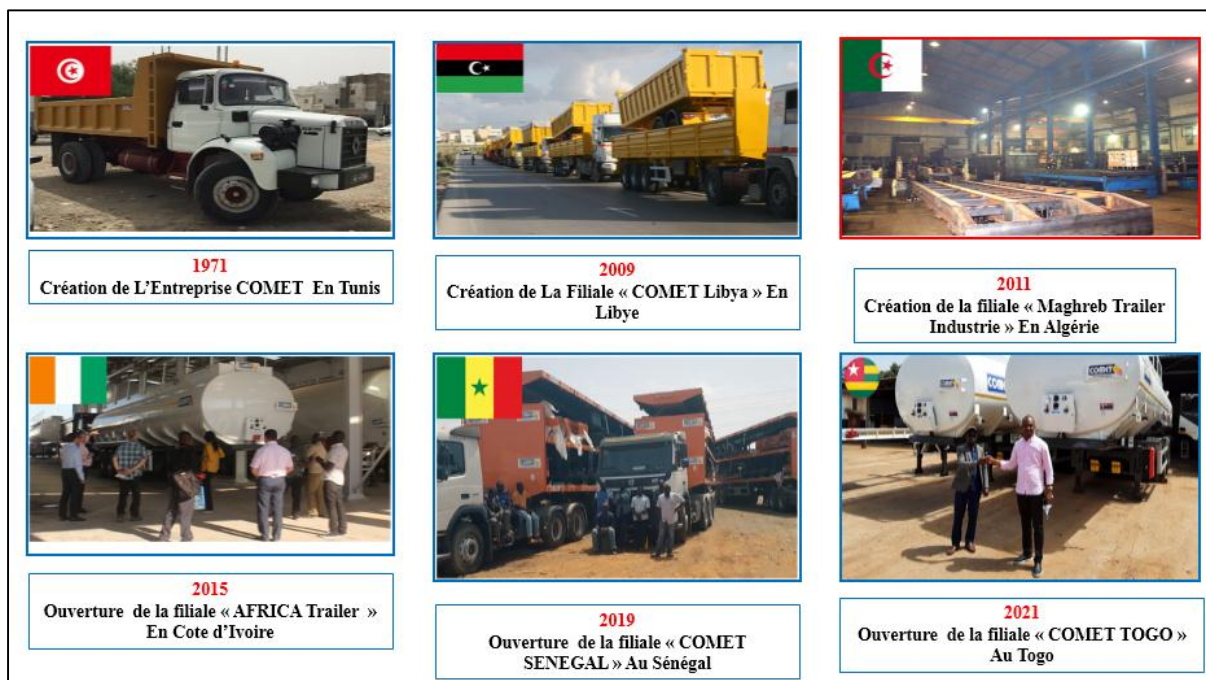 1971
Création de L’Entreprise COMET En Tunis
2009
Création de La Filiale « COMET Libya » En
Libye
2011
Création de la filiale « Maghreb Trailer
Industrie » En Algérie
COMET
COMET
2015
Ouverture de la filiale « AFRICA Trailer »
En Cote d’Ivoire
2019
Ouverture de la filiale « COMET
SENEGAL » Au Sénégal
2021
Ouverture de la filiale « COMET TOGO »
Au Togo